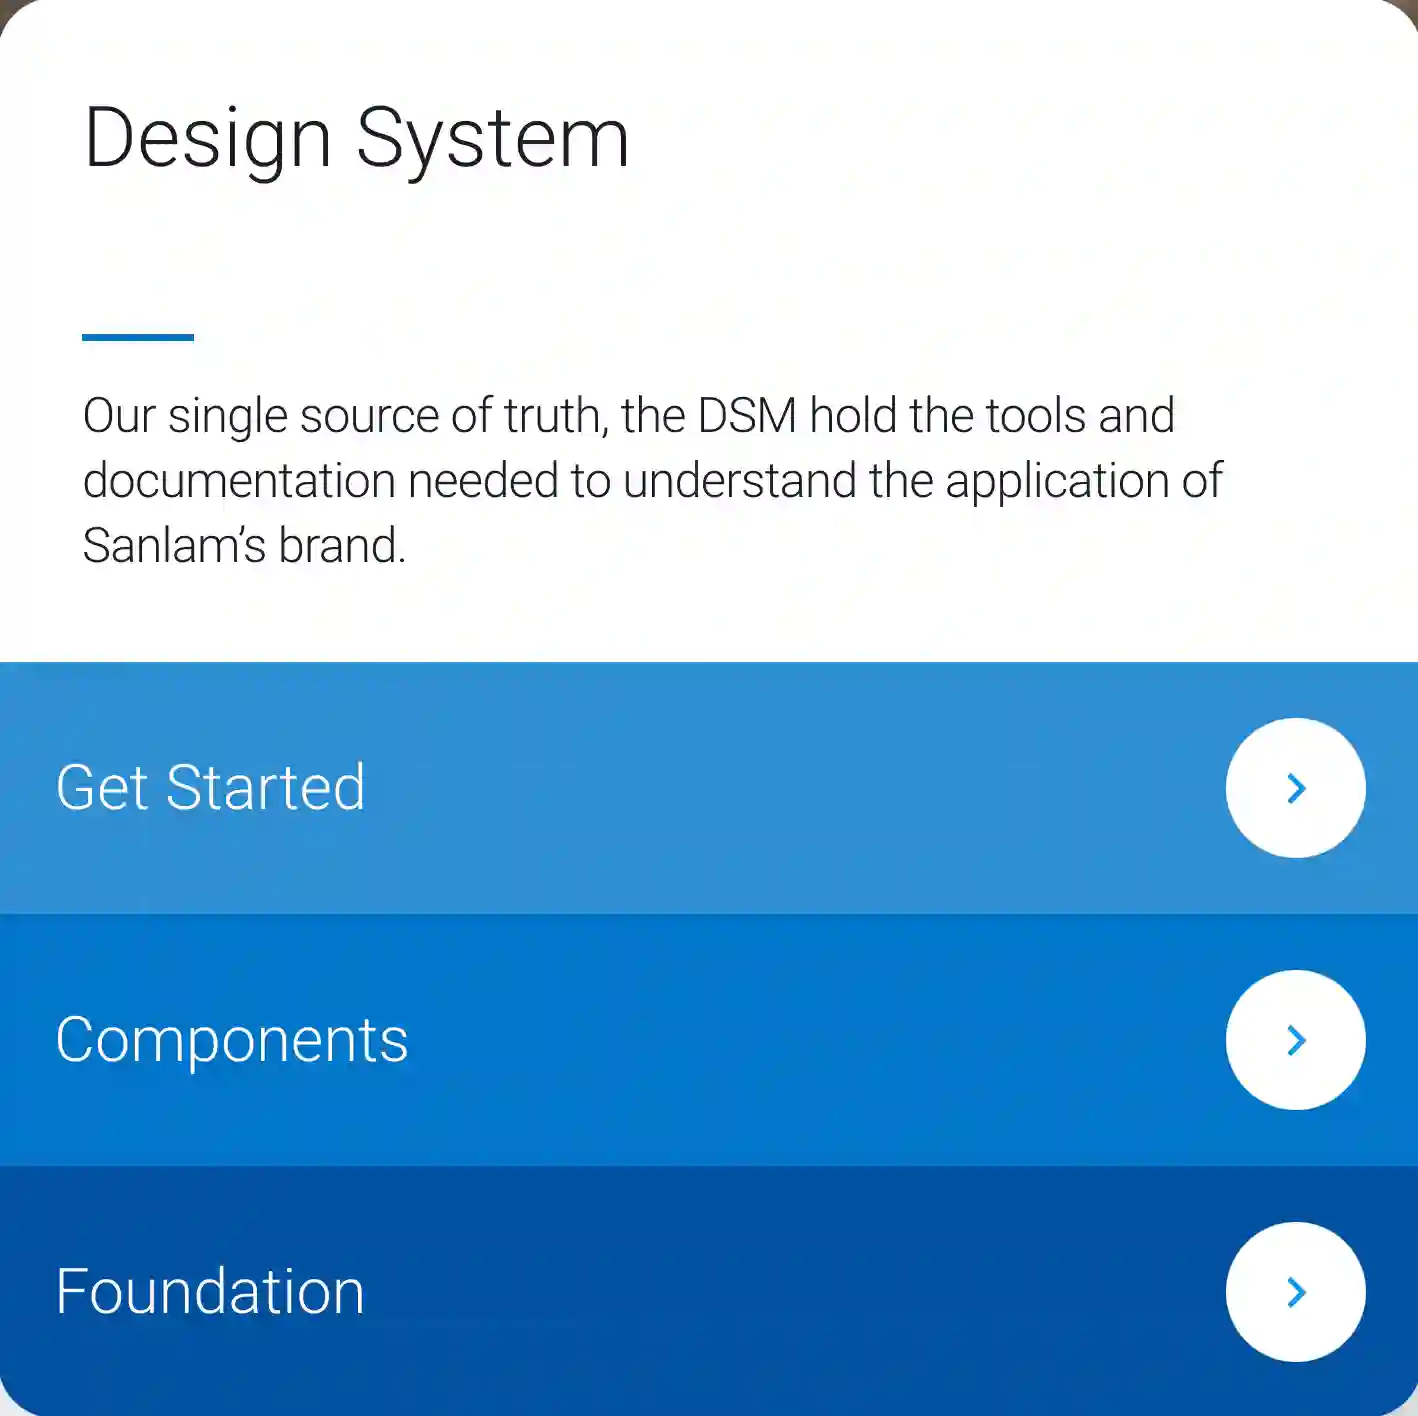 Design System
Our single source of truth, the DSM hold the tools and
documentation needed to understand the application of
Sanlam’s brand.
Get Started
Components
Foundation